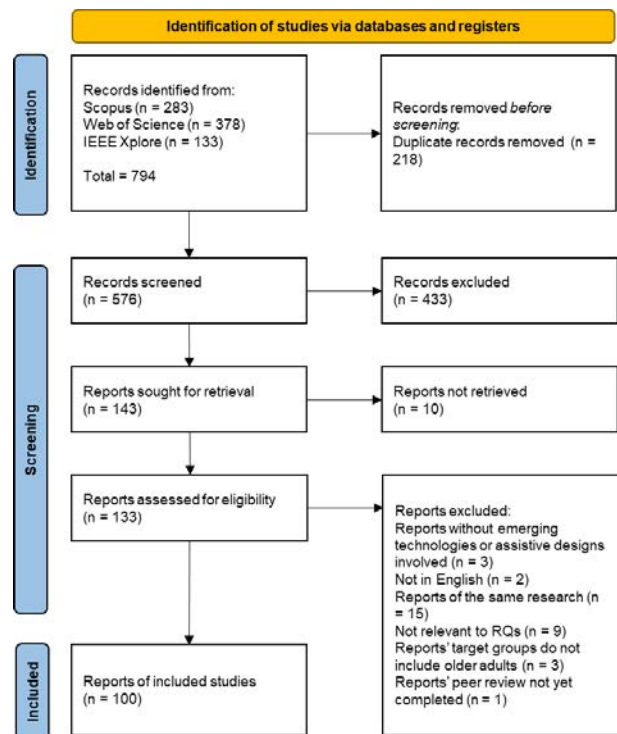 Identification of studies via databases and registers
Identification
Records identified from:
Scopus (n = 283)
Web of Science (n = 378)
IEEE Xplore (n = 133)
Total = 794
Records removed before
screening:
Duplicate records removed (n =
218)
Screening
Records screened
(n = 576)
Records excluded
(n = 433)
Reports sought for retrieval
(n = 143)
Reports not retrieved
(n = 10)
Reports assessed for eligibility
(n = 133)
Reports excluded:
Reports without emerging
technologies or assistive designs
involved (n = 3)
Not in English (n = 2)
Reports of the same research (n
= 15)
Not relevant to RQs (n = 9)
Reports' target groups do not
include older adults (n = 3)
Reports' peer review not yet
completed (n = 1)
Included
Reports of included studies
(n = 100)